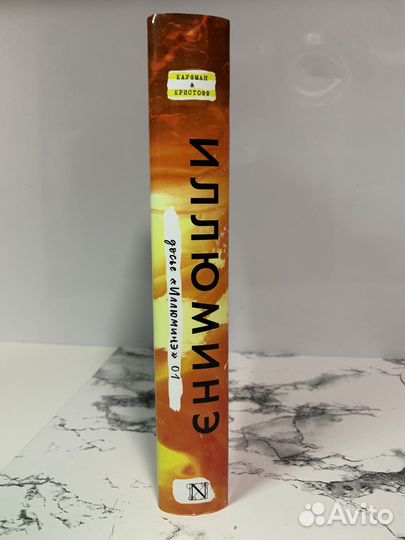 КАУФМАН
&
КРИСТОФФ
ИЛЛЮМИНЭ
досье «Иллюминэ» 01
N
Avito